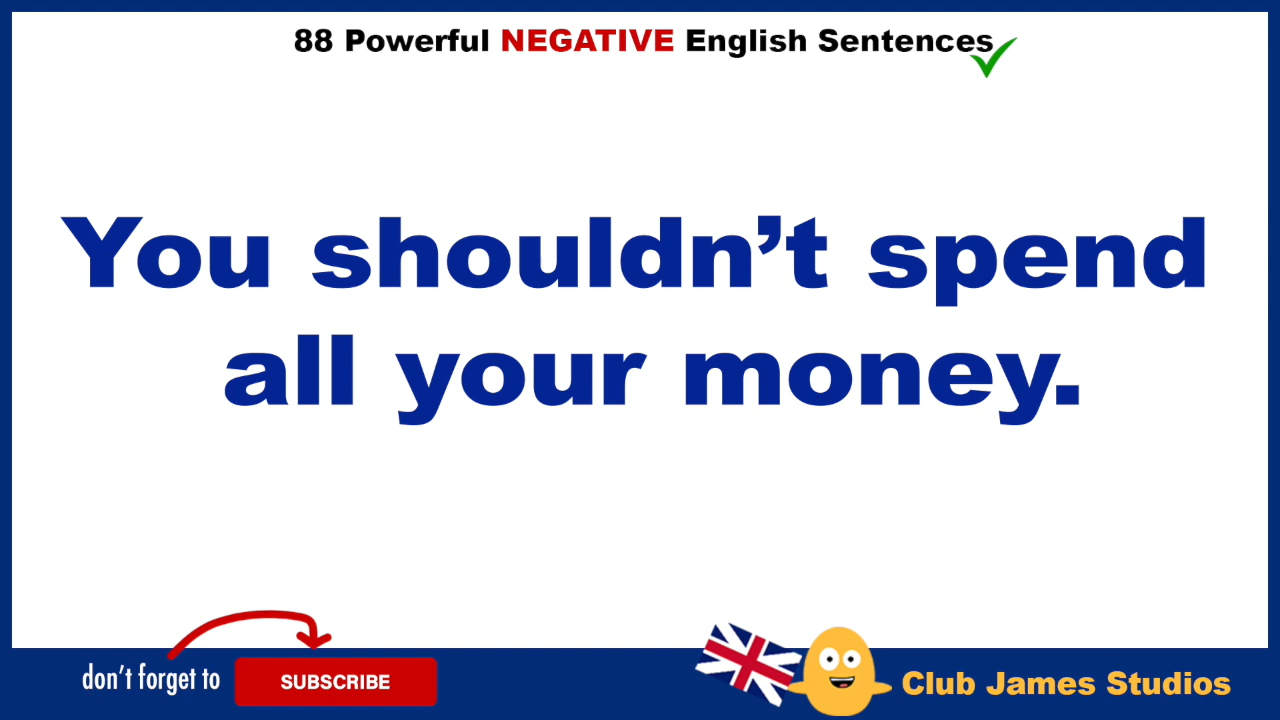 88 Powerful NEGATIVE English Sentences
You shouldn’t spend
all your money.
don’t forget to
SUBSCRIBE
Club James Studios